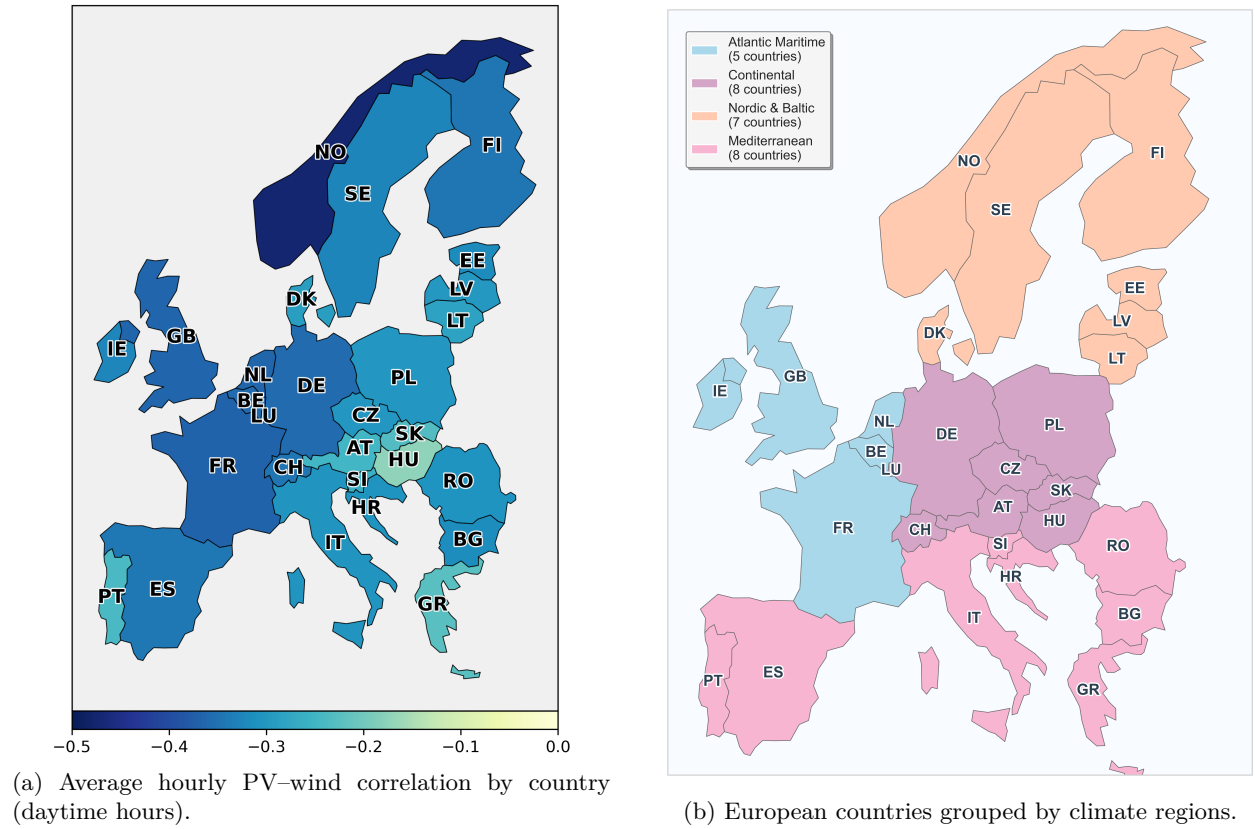 NO
FI
SE
EE
LV
DK
LT
GB
IE
NL
DE
PL
BE
LU
CZ
SK
AT
HU
FR
CH
SI
RO
HR
IT
BG
ES
PT
GR
−0.5
−0.4
−0.3
−0.2
−0.1
0.0
(a) Average hourly PV–wind correlation by country
(daytime hours).
Atlantic Maritime
(5 countries)
Continental
(8 countries)
Nordic & Baltic
(7 countries)
Mediterranean
(8 countries)
NO
FI
SE
EE
LV
DK
LT
GB
IE
NL
DE
PL
BE
LU
CZ
SK
AT
HU
FR
CH
SI
RO
HR
IT
BG
ES
PT
GR
(b) European countries grouped by climate regions.